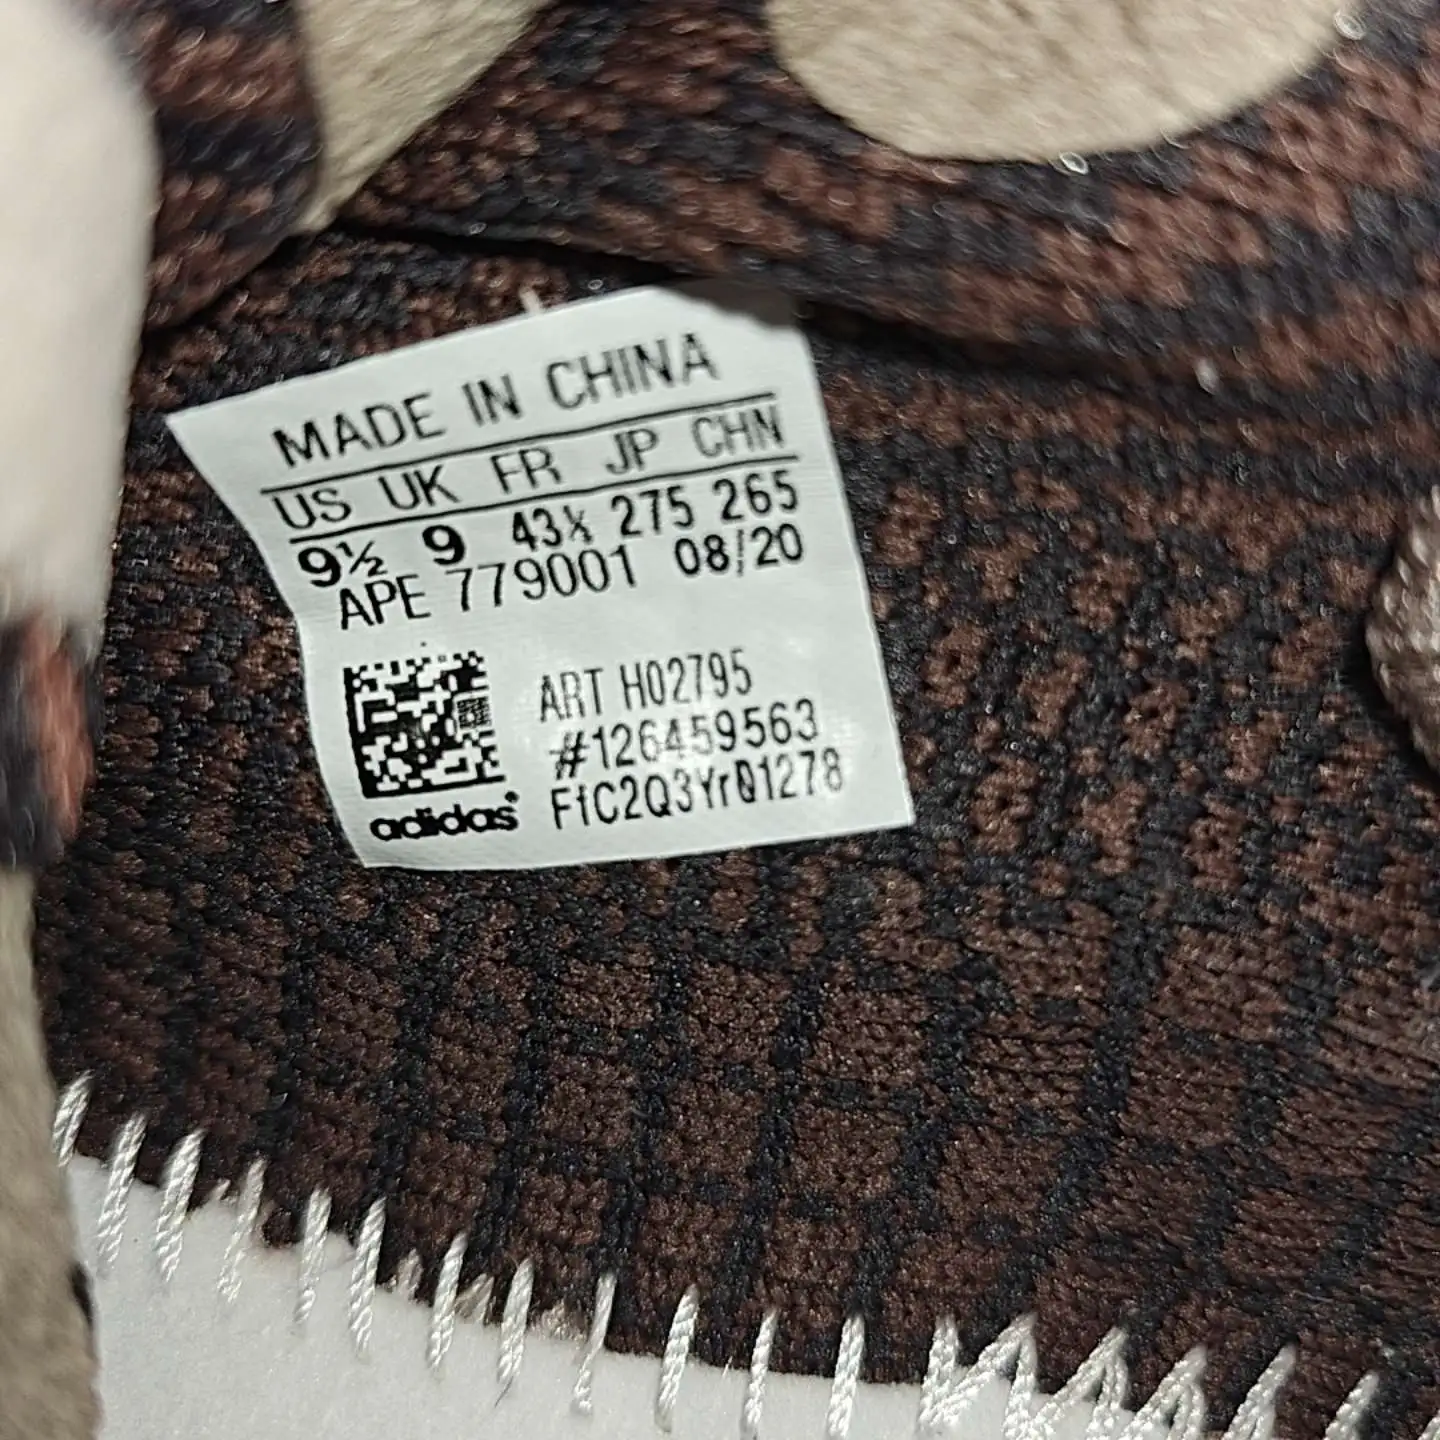 MADE IN CHINA
US UK FR JP CHN
9½ 9 43⅓ 275 265
APE 779001 08/20
ART H02795
#126459563
F1C2Q3Yr01278
adidas®